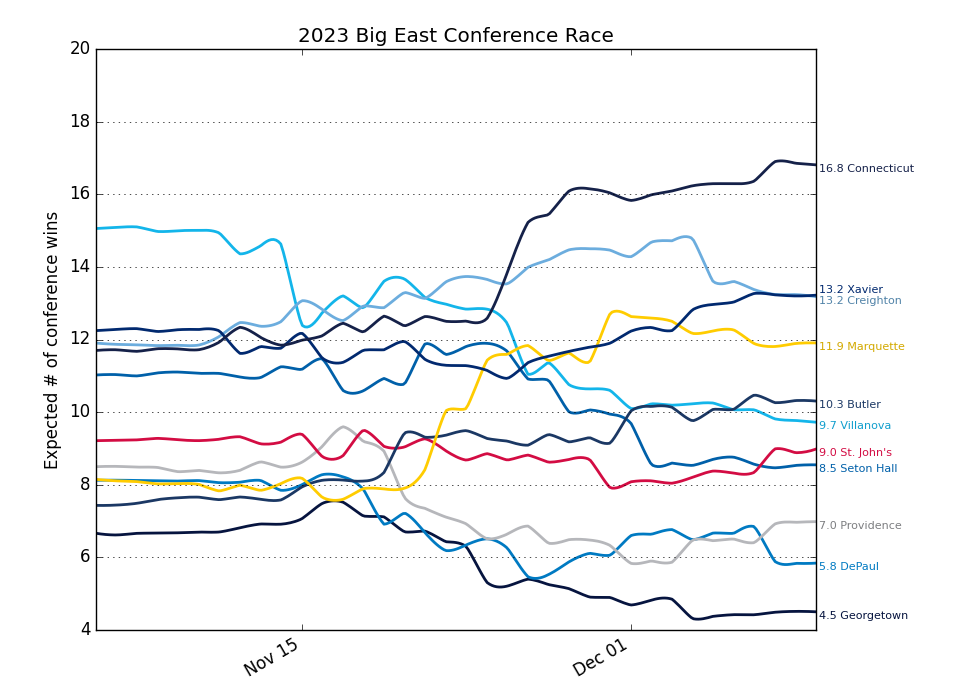 2023 Big East Conference Race
Expected # of conference wins
20
18
16
14
12
10
8
6
4
Nov 15
Dec 01
16.8 Connecticut
13.2 Xavier
13.2 Creighton
11.9 Marquette
10.3 Butler
9.7 Villanova
9.0 St. John's
8.5 Seton Hall
7.0 Providence
5.8 DePaul
4.5 Georgetown